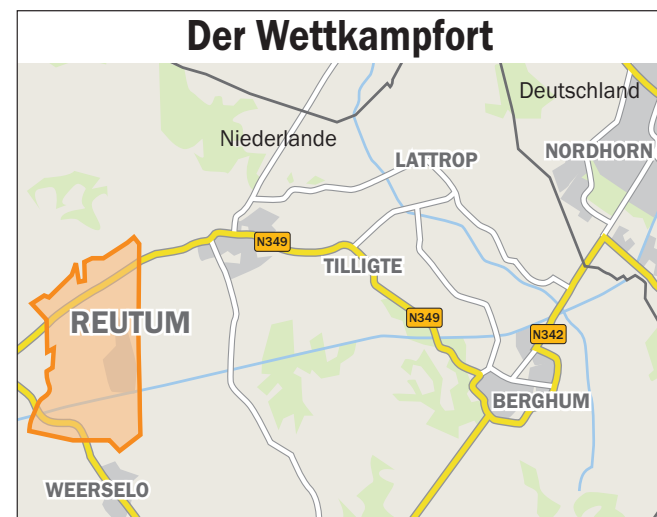 Der Wettkampfort
Deutschland
Niederlande
NORDHORN
LATTROP
N349
TILLIGTE
REUTUM
N349
N342
BERGHUM
WEERSELO